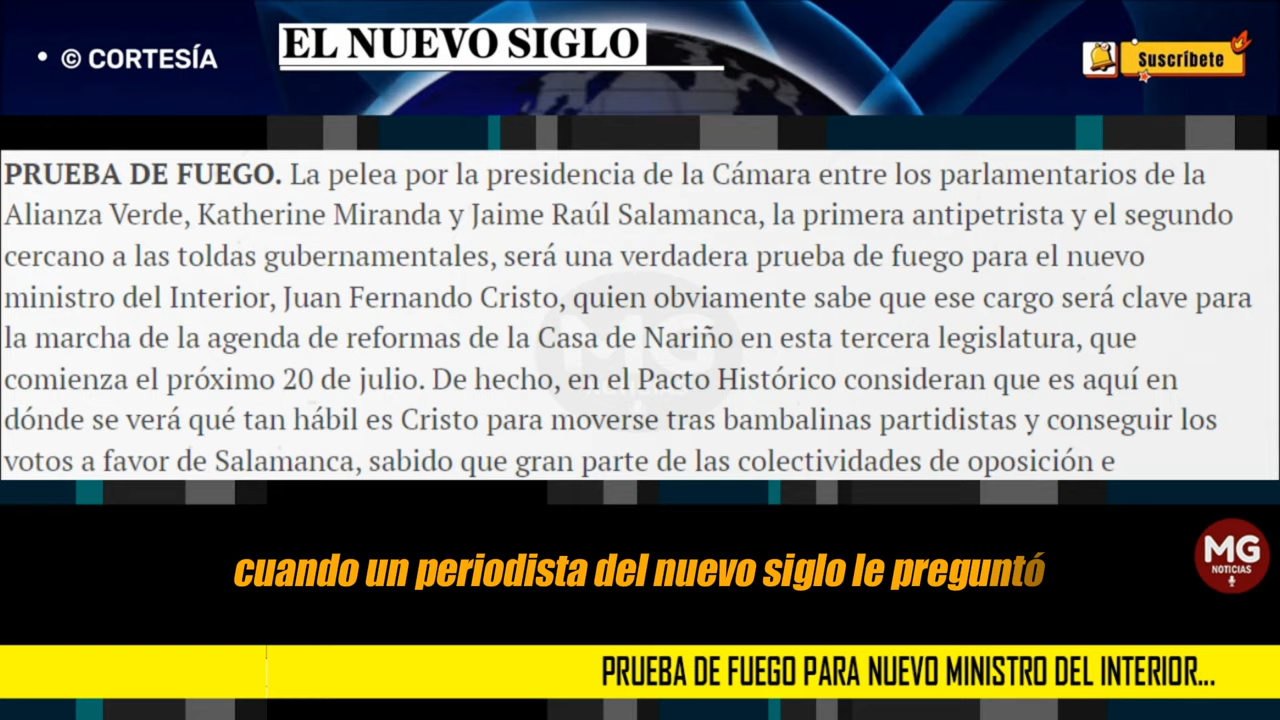 • © CORTESÍA
EL NUEVO SIGLO
Suscríbete
PRUEBA DE FUEGO. La pelea por la presidencia de la Cámara entre los parlamentarios de la
Alianza Verde, Katherine Miranda y Jaime Raúl Salamanca, la primera antipetrista y el segundo
cercano a las toldas gubernamentales, será una verdadera prueba de fuego para el nuevo
ministro del Interior, Juan Fernando Cristo, quien obviamente sabe que ese cargo será clave para
la marcha de la agenda de reformas de la Casa de Nariño en esta tercera legislatura, que
comienza el próximo 20 de julio. De hecho, en el Pacto Histórico consideran que es aquí en
dónde se verá qué tan hábil es Cristo para moverse tras bambalinas partidistas y conseguir los
votos a favor de Salamanca, sabido que gran parte de las colectividades de oposición e
MG
cuando un periodista del nuevo siglo le preguntó
MG
NOTICIAS
PRUEBA DE FUEGO PARA NUEVO MINISTRO DEL INTERIOR...